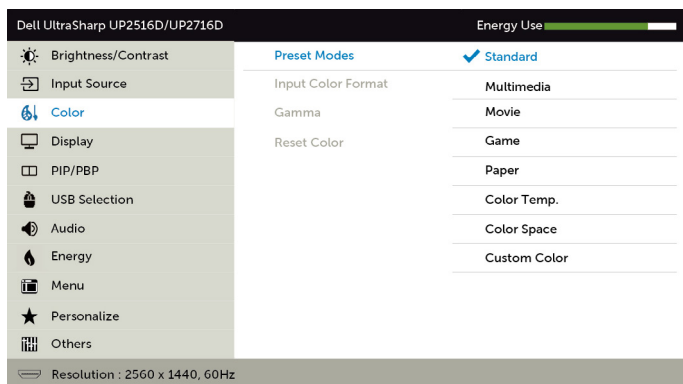 Dell UltraSharp UP2516D/UP2716D
Energy Use
Brightness/Contrast
Input Source
Color
Display
PIP/PBP
USB Selection
Audio
Energy
Menu
Personalize
Others
Preset Modes
Input Color Format
Gamma
Reset Color
Standard
Multimedia
Movie
Game
Paper
Color Temp.
Color Space
Custom Color
Resolution : 2560 x 1440, 60Hz